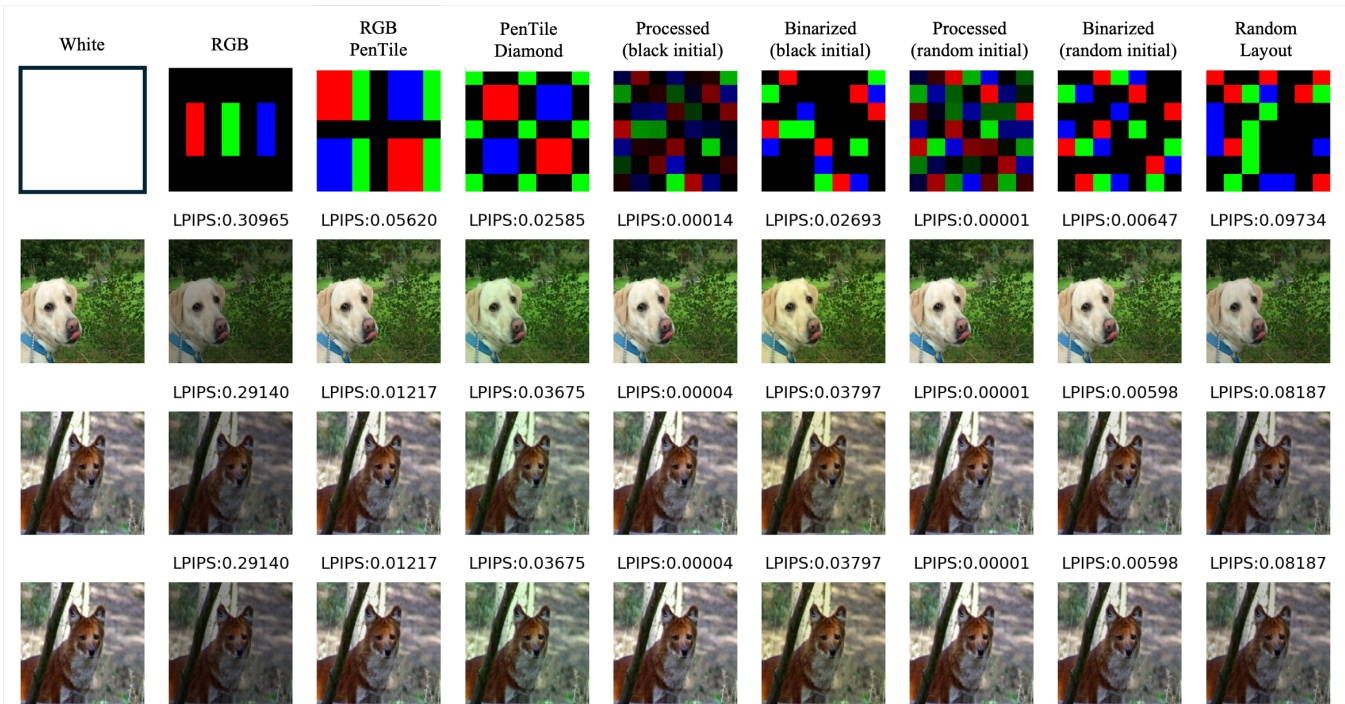 White
RGB
RGB
PenTile
PenTile
Diamond
Processed
(black initial)
Binarized
(black initial)
Processed
(random initial)
Binarized
(random initial)
Random
Layout
LPIPS:0.30965 LPIPS:0.05620 LPIPS:0.02585 LPIPS:0.00014 LPIPS:0.02693 LPIPS:0.00001 LPIPS:0.00647 LPIPS:0.09734
LPIPS:0.29140 LPIPS:0.01217 LPIPS:0.03675 LPIPS:0.00004 LPIPS:0.03797 LPIPS:0.00001 LPIPS:0.00598 LPIPS:0.08187
LPIPS:0.29140 LPIPS:0.01217 LPIPS:0.03675 LPIPS:0.00004 LPIPS:0.03797 LPIPS:0.00001 LPIPS:0.00598 LPIPS:0.08187